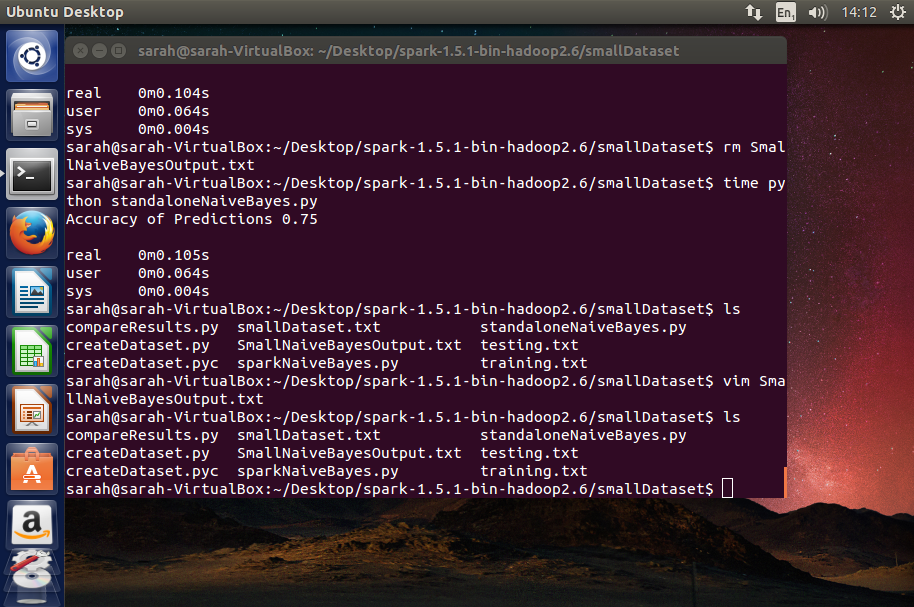 Ubuntu Desktop
En1
14:12
sarah@sarah-VirtualBox: ~/Desktop/spark-1.5.1-bin-hadoop2.6/smallDataset
real    0m0.104s
user    0m0.064s
sys     0m0.004s
sarah@sarah-VirtualBox:~/Desktop/spark-1.5.1-bin-hadoop2.6/smallDataset$ rm Smal
lNaiveBayesOutput.txt
sarah@sarah-VirtualBox:~/Desktop/spark-1.5.1-bin-hadoop2.6/smallDataset$ time py
thon standaloneNaiveBayes.py
Accuracy of Predictions 0.75
real    0m0.105s
user    0m0.064s
sys     0m0.004s
sarah@sarah-VirtualBox:~/Desktop/spark-1.5.1-bin-hadoop2.6/smallDataset$ ls
compareResults.py  smallDataset.txt           standaloneNaiveBayes.py
createDataset.py   SmallNaiveBayesOutput.txt  testing.txt
createDataset.pyc  sparkNaiveBayes.py         training.txt
sarah@sarah-VirtualBox:~/Desktop/spark-1.5.1-bin-hadoop2.6/smallDataset$ vim Sma
llNaiveBayesOutput.txt
sarah@sarah-VirtualBox:~/Desktop/spark-1.5.1-bin-hadoop2.6/smallDataset$ ls
compareResults.py  smallDataset.txt           standaloneNaiveBayes.py
createDataset.py   SmallNaiveBayesOutput.txt  testing.txt
createDataset.pyc  sparkNaiveBayes.py         training.txt
sarah@sarah-VirtualBox:~/Desktop/spark-1.5.1-bin-hadoop2.6/smallDataset$